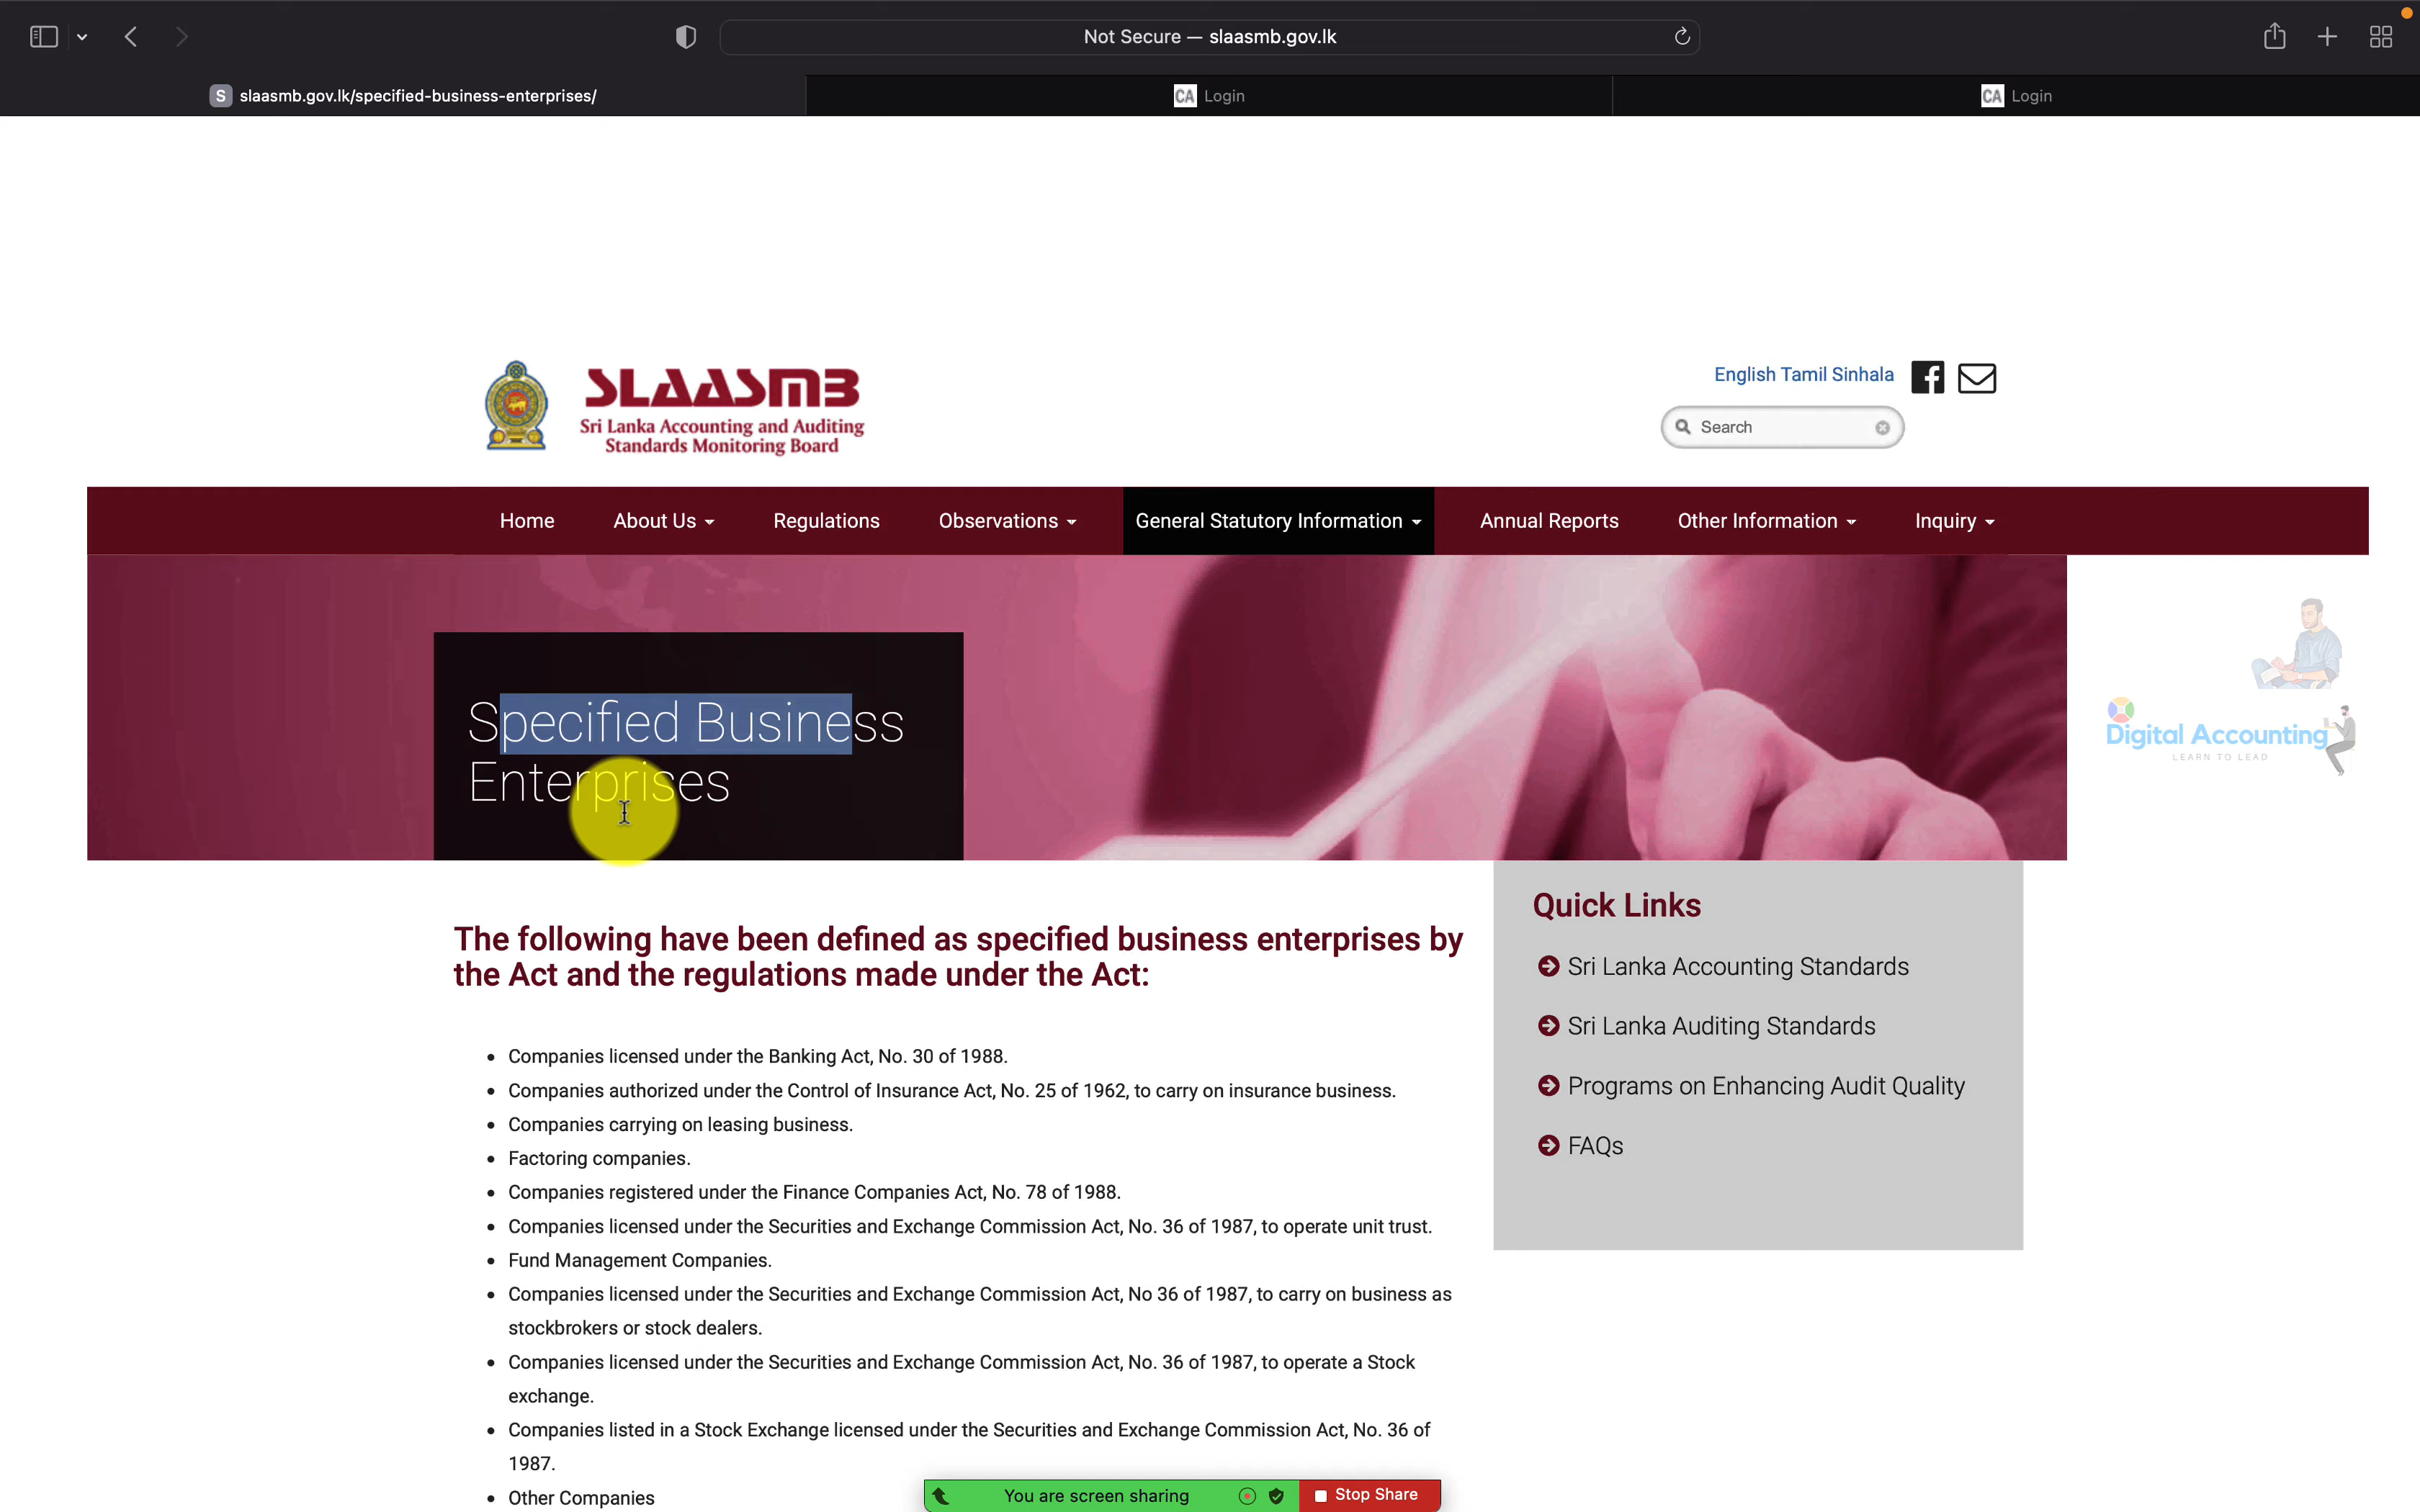 Not Secure — slaasmb.gov.lk
S slaasmb.gov.lk/specified-business-enterprises/
CA Login
CA Login
SLAASMB
Sri Lanka Accounting and Auditing
Standards Monitoring Board
English Tamil Sinhala
Search
Home About Us Regulations Observations General Statutory Information Annual Reports Other Information Inquiry
Specified Business
Enterprises
Digital Accounting
LEARN TO LEAD
The following have been defined as specified business enterprises by
the Act and the regulations made under the Act:
• Companies licensed under the Banking Act, No. 30 of 1988.
• Companies authorized under the Control of Insurance Act, No. 25 of 1962, to carry on insurance business.
• Companies carrying on leasing business.
• Factoring companies.
• Companies registered under the Finance Companies Act, No. 78 of 1988.
• Companies licensed under the Securities and Exchange Commission Act, No. 36 of 1987, to operate unit trust.
• Fund Management Companies.
• Companies licensed under the Securities and Exchange Commission Act, No 36 of 1987, to carry on business as
stockbrokers or stock dealers.
• Companies licensed under the Securities and Exchange Commission Act, No. 36 of 1987, to operate a Stock
exchange.
• Companies listed in a Stock Exchange licensed under the Securities and Exchange Commission Act, No. 36 of
1987.
• Other Companies
Quick Links
Sri Lanka Accounting Standards
Sri Lanka Auditing Standards
Programs on Enhancing Audit Quality
FAQs
You are screen sharing
Stop Share